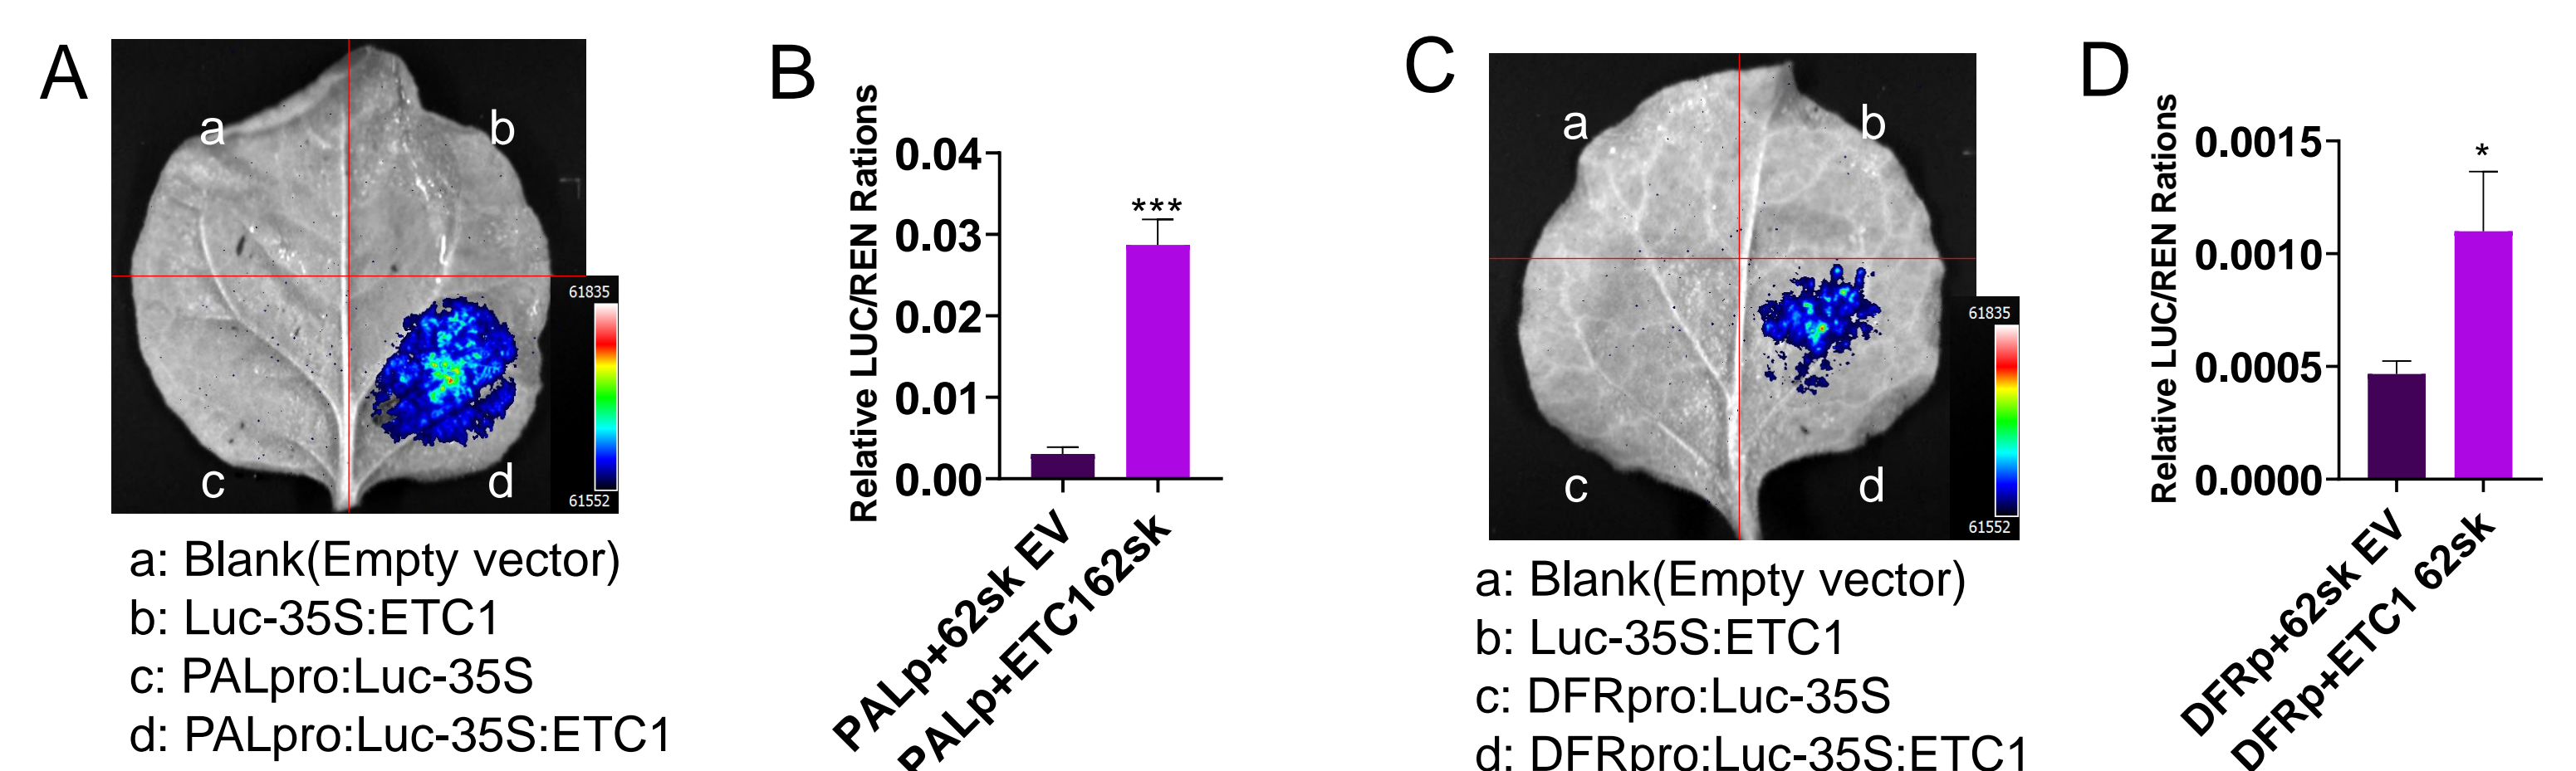 A
a
b
c
d
61835
61552
a: Blank(Empty vector)
b: Luc-35S:ETC1
c: PALpro:Luc-35S
d: PALpro:Luc-35S:ETC1
B
Relative LUC/REN Rations
0.04
0.03
0.02
0.01
0.00
***
PALp+62sk EV
PALp+ETC162sk
C
a
b
c
d
61835
61552
a: Blank(Empty vector)
b: Luc-35S:ETC1
c: DFRpro:Luc-35S
d: DFRpro:Luc-35S:ETC1
D
Relative LUC/REN Rations
0.0015
0.0010
0.0005
0.0000
*
DFRp+62sk EV
DFRp+ETC1 62sk